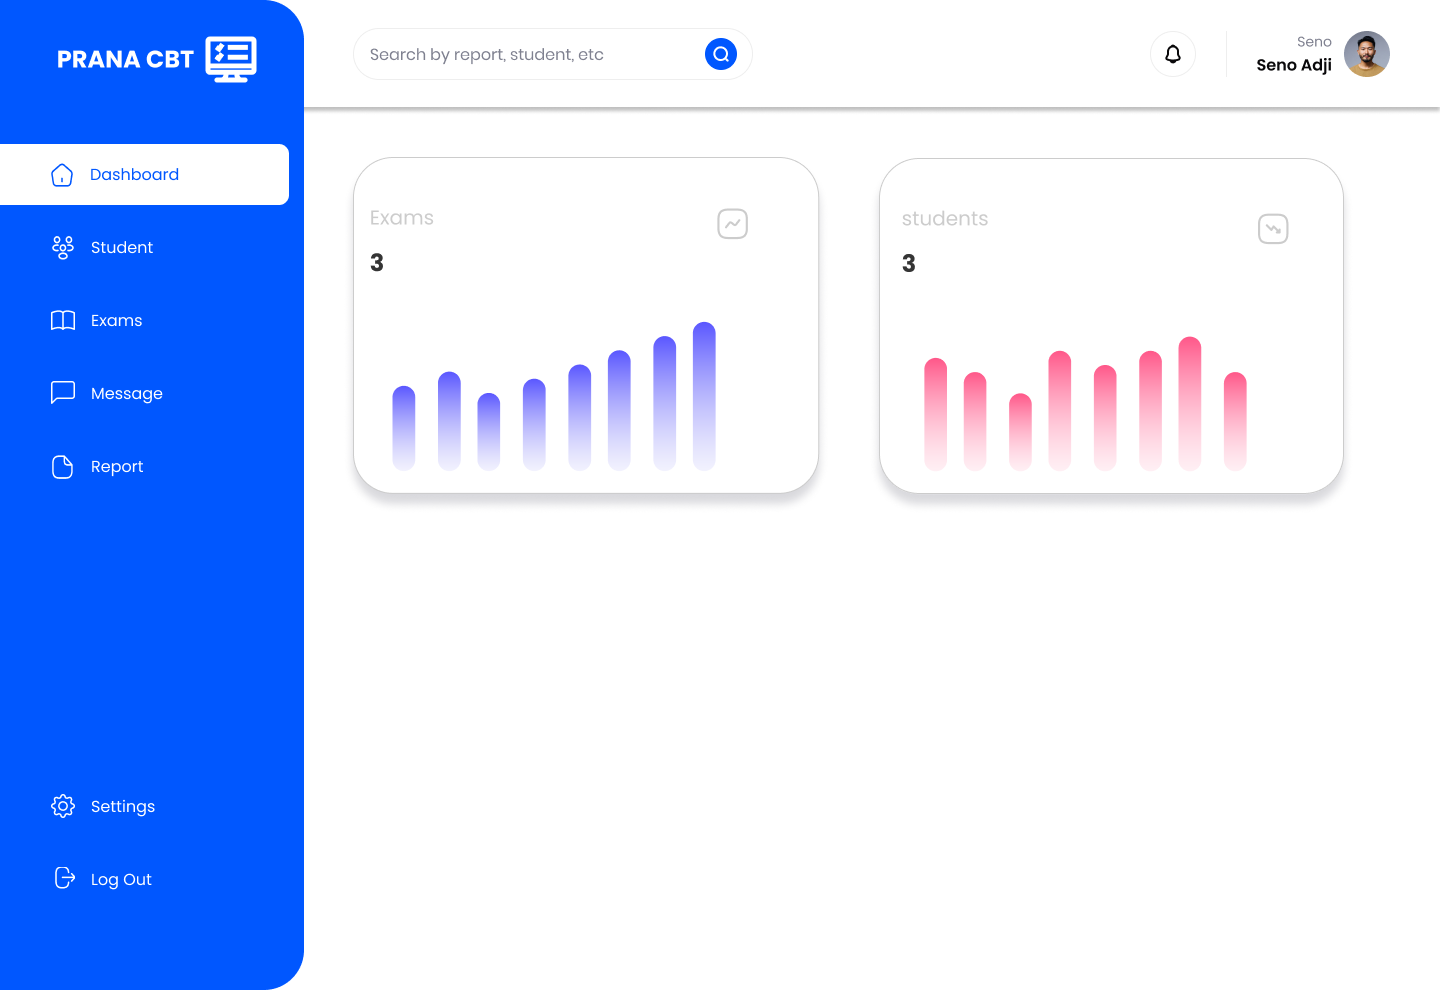 PRANA CBT
Dashboard
Student
Exams
Message
Report
Settings
Log Out
Search by report, student, etc
Seno
Seno Adji
Exams
3
students
3